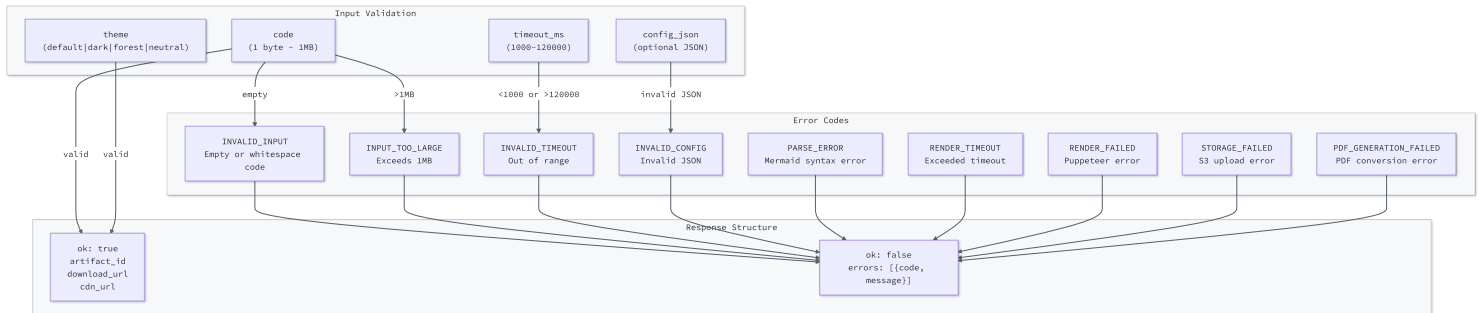 Input Validation
theme
(default|dark|forest|neutral)
code
(1 byte - 1MB)
timeout_ms
(1000-120000)
config_json
(optional JSON)
empty
>1MB
<1000 or >120000
invalid JSON
Error Codes
INVALID_INPUT
Empty or whitespace
code
INPUT_TOO_LARGE
Exceeds 1MB
INVALID_TIMEOUT
Out of range
INVALID_CONFIG
Invalid JSON
PARSE_ERROR
Mermaid syntax error
RENDER_TIMEOUT
Exceeded timeout
RENDER_FAILED
Puppeteer error
STORAGE_FAILED
S3 upload error
PDF_GENERATION_FAILED
PDF conversion error
valid
valid
Response Structure
ok: true
artifact_id
download_url
cdn_url
ok: false
errors: [{code,
message}]